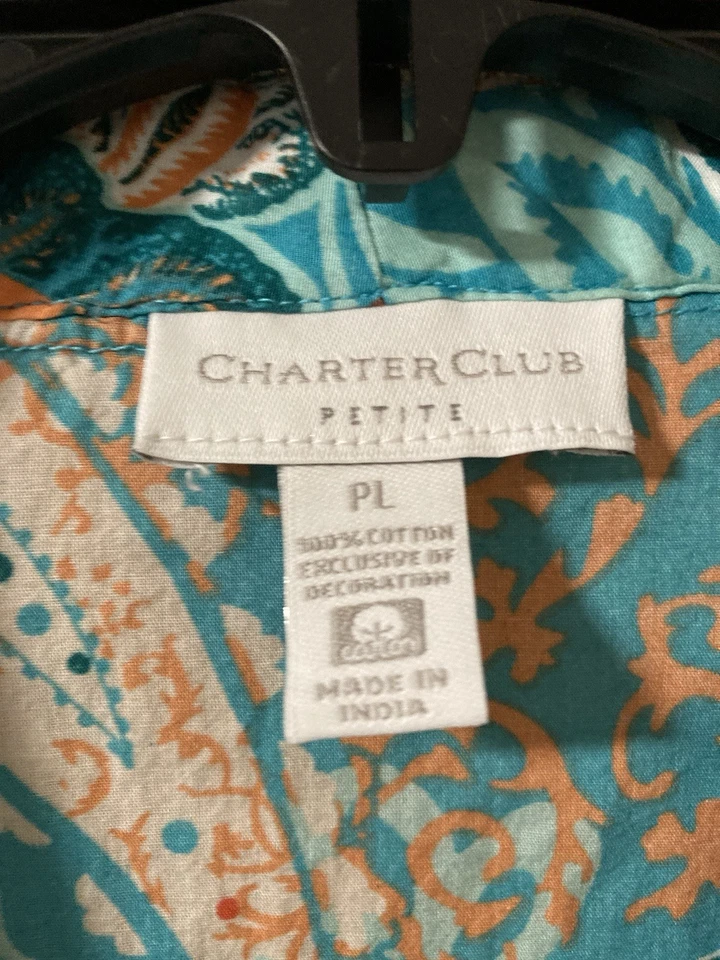 CHARTER CLUB
PETITE
PL
100% COTTON
EXCLUSIVE OF
DECORATION
cotton
MADE IN
INDIA